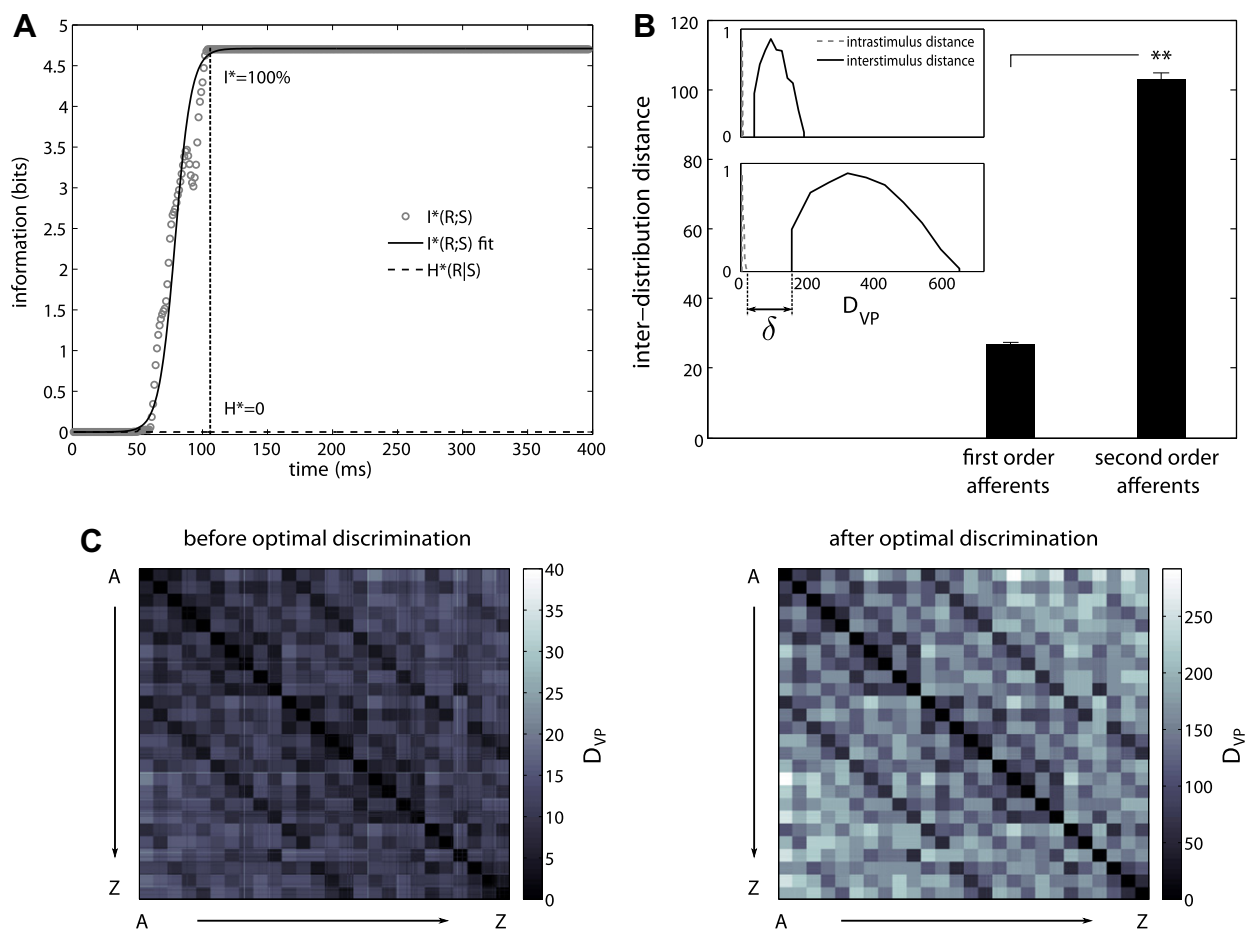 A
5
4.5
4
3.5
3
2.5
2
1.5
1
0.5
0
information (bits)
I*=100%
I*(R;S)
I*(R;S) fit
H*(R|S)
H*=0
0 50 100 150 200 250 300 350 400
time (ms)
B
120
100
80
60
40
20
0
inter-distribution distance
1
0
intrastimulus distance
interstimulus distance
1
0
0 200 400 600
D_VP
δ
**
first order
afferents
second order
afferents
C
before optimal discrimination
A
Z
A Z
40
35
30
25
20
15
10
5
0
D_VP
after optimal discrimination
A
Z
A Z
250
200
150
100
50
0
D_VP